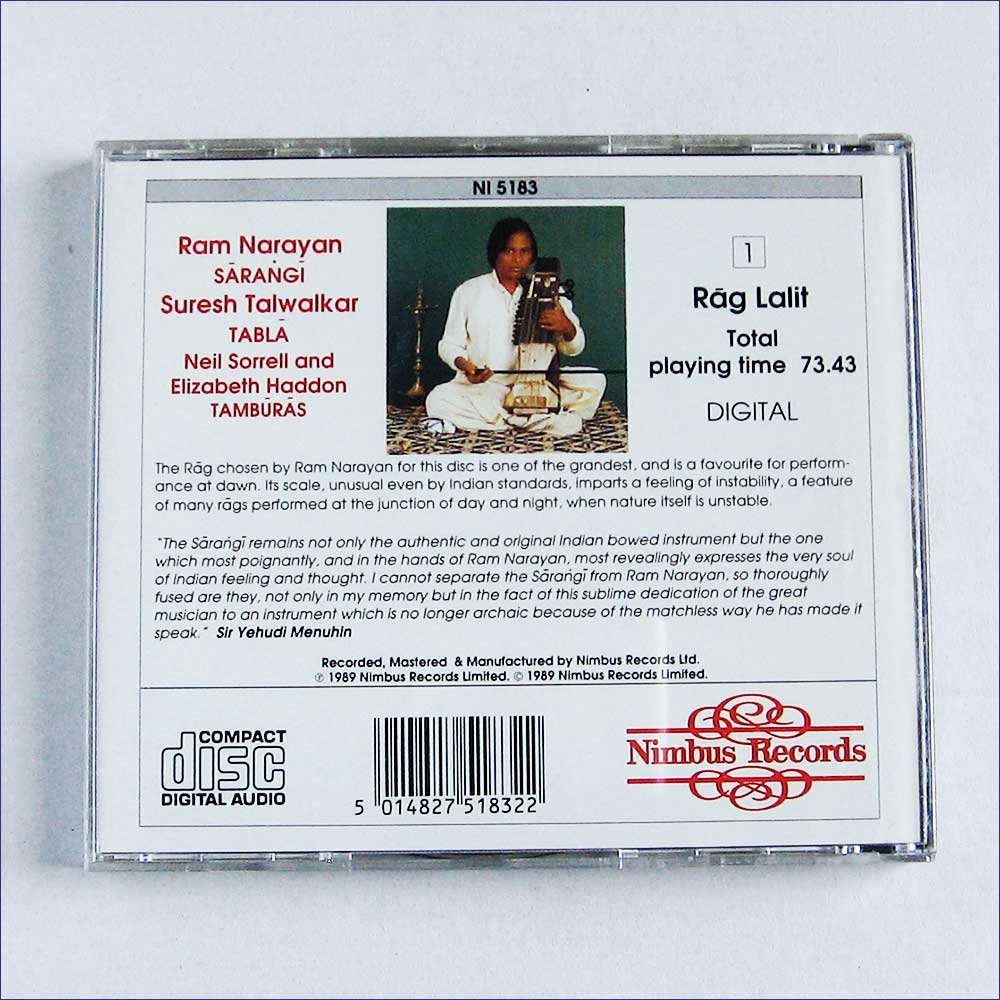 NI 5183
Ram Narayan
SĀRAṄGĪ
Suresh Talwalkar
TABLĀ
Neil Sorrell and
Elizabeth Haddon
TAMBŪRĀS
1
Rāg Lalit
Total
playing time 73.43
DIGITAL
The Rāg chosen by Ram Narayan for this disc is one of the grandest, and is a favourite for perform-
ance at dawn. Its scale, unusual even by Indian standards, imparts a feeling of instability, a feature
of many rāgs performed at the junction of day and night, when nature itself is unstable.
"The Sāraṅgī remains not only the authentic and original Indian bowed instrument but the one
which most poignantly, and in the hands of Ram Narayan, most revealingly expresses the very soul
of Indian feeling and thought. I cannot separate the Sāraṅgī from Ram Narayan, so thoroughly
fused are they, not only in my memory but in the fact of this sublime dedication of the great
musician to an instrument which is no longer archaic because of the matchless way he has made it
speak." Sir Yehudi Menuhin
Recorded, Mastered & Manufactured by Nimbus Records Ltd.
℗ 1989 Nimbus Records Limited. © 1989 Nimbus Records Limited.
COMPACT
disc
DIGITAL AUDIO
5 014827 518322
Nimbus Records